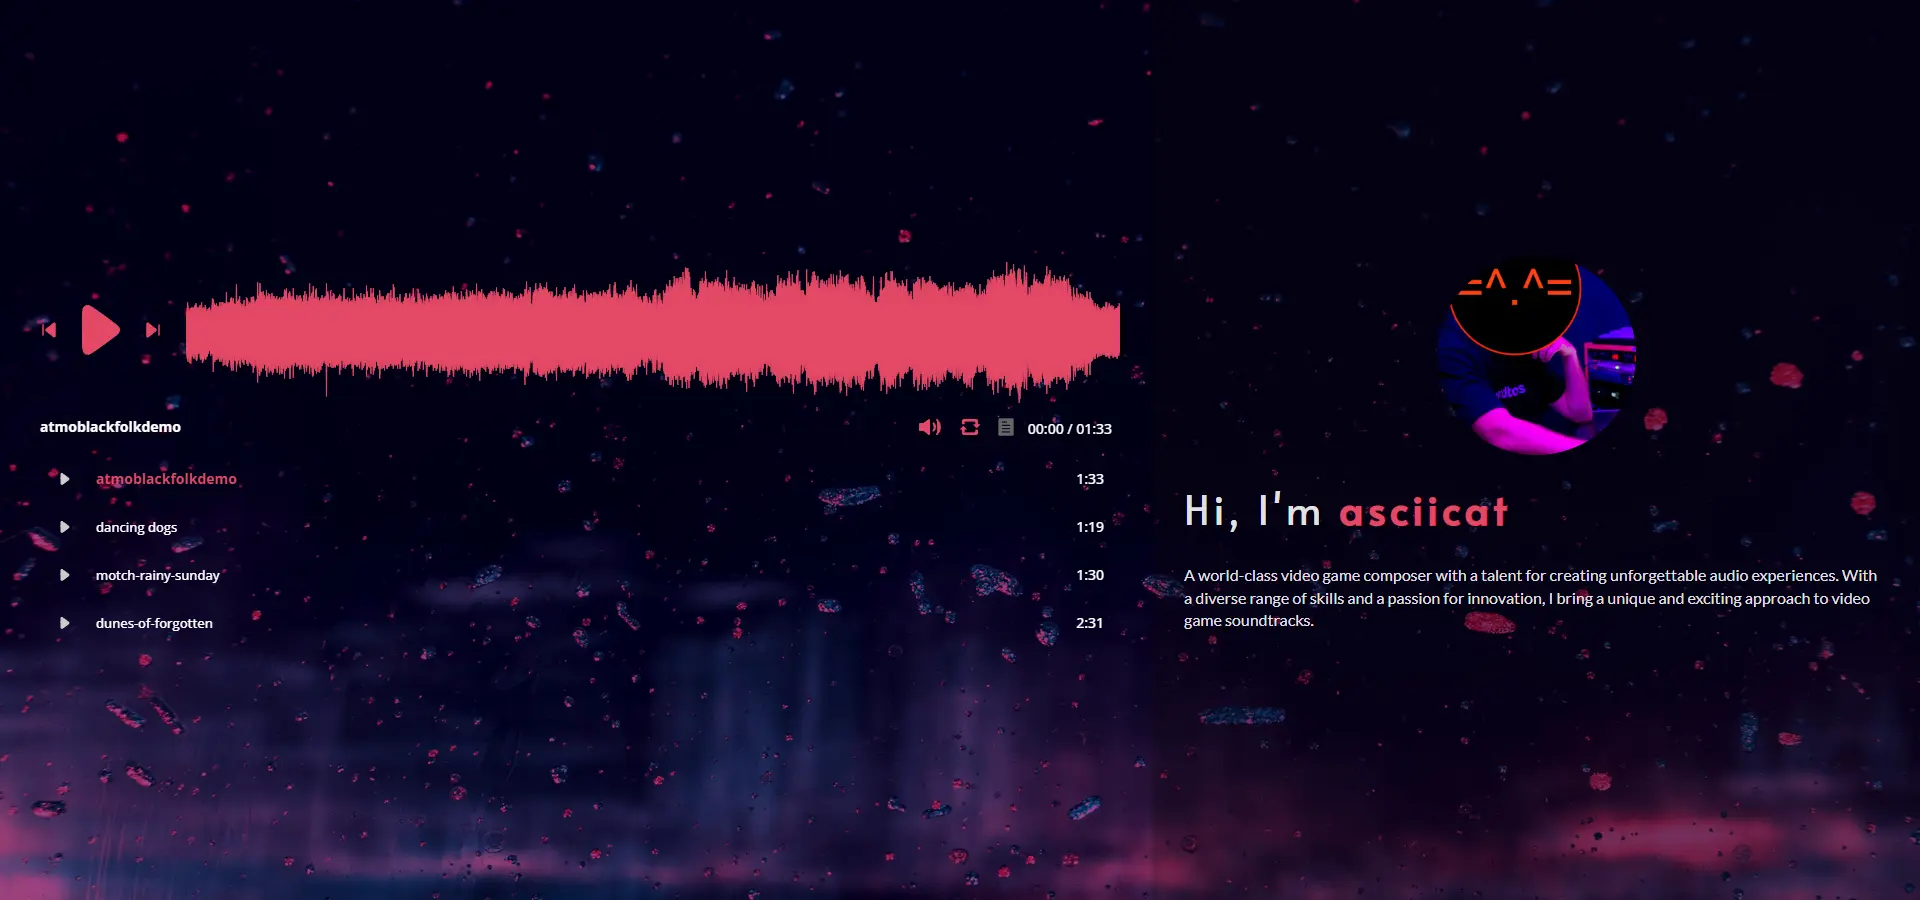 =^.^=
atmoblackfolkdemo
00:00 / 01:33
atmoblackfolkdemo 1:33
dancing dogs 1:19
motch-rainy-sunday 1:30
dunes-of-forgotten 2:31
Hi, I'm asciicat
A world-class video game composer with a talent for creating unforgettable audio experiences. With
a diverse range of skills and a passion for innovation, I bring a unique and exciting approach to video
game soundtracks.